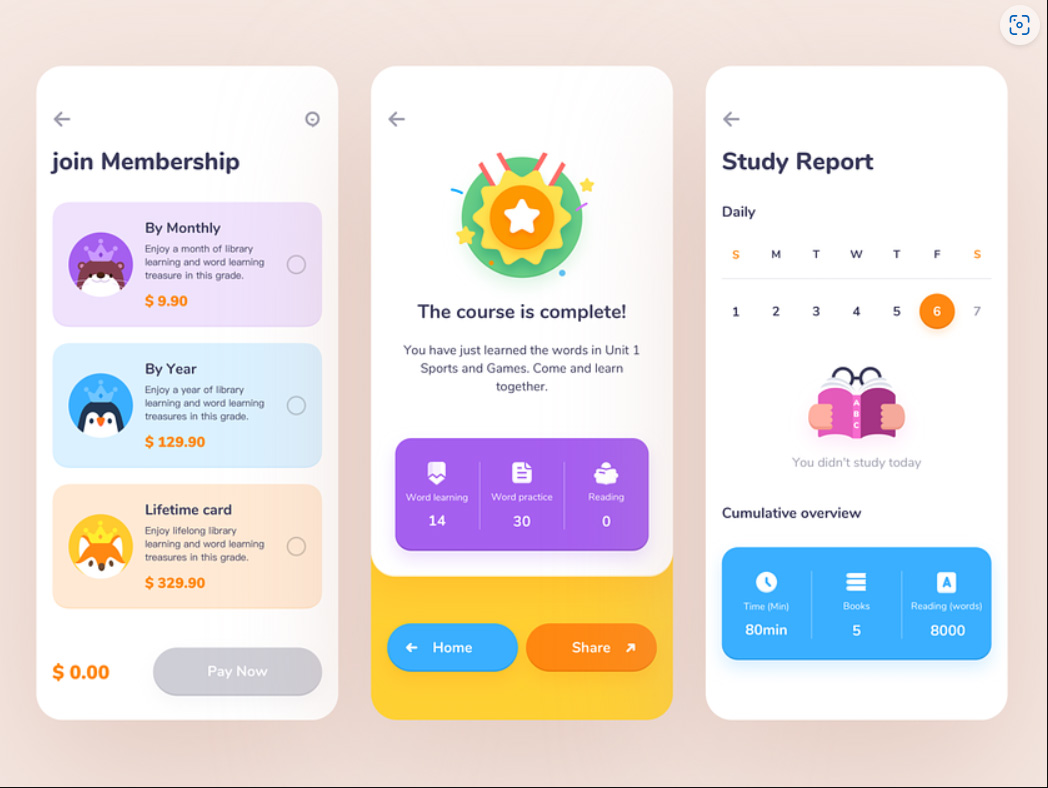 join Membership
By Monthly
Enjoy a month of library
learning and word learning
treasure in this grade.
$ 9.90
By Year
Enjoy a year of library
learning and word learning
treasures in this grade.
$ 129.90
Lifetime card
Enjoy lifelong library
learning and word learning
treasures in this grade.
$ 329.90
$ 0.00
Pay Now
The course is complete!
You have just learned the words in Unit 1
Sports and Games. Come and learn
together.
Word learning
14
Word practice
30
Reading
0
Home
Share
Study Report
Daily
S M T W T F S
1 2 3 4 5 6 7
A
B
C
You didn't study today
Cumulative overview
Time (Min)
80min
Books
5
A
Reading (words)
8000